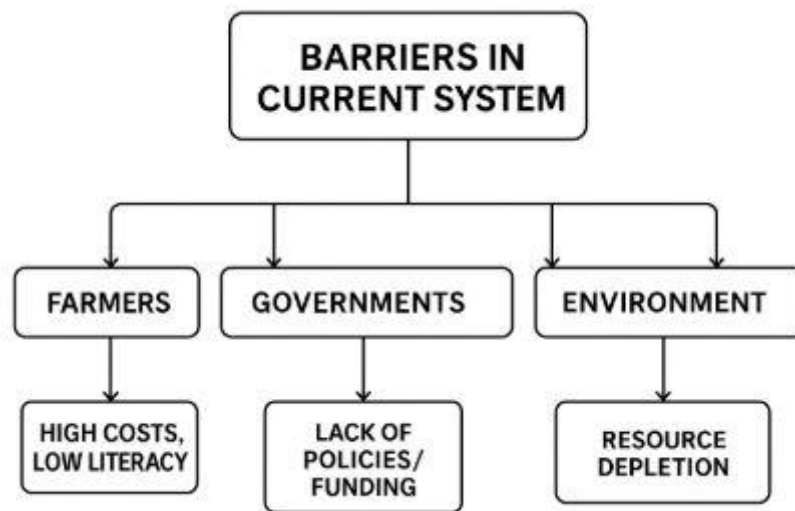 BARRIERS IN
CURRENT SYSTEM
FARMERS
GOVERNMENTS
ENVIRONMENT
HIGH COSTS,
LOW LITERACY
LACK OF
POLICIES/
FUNDING
RESOURCE
DEPLETION